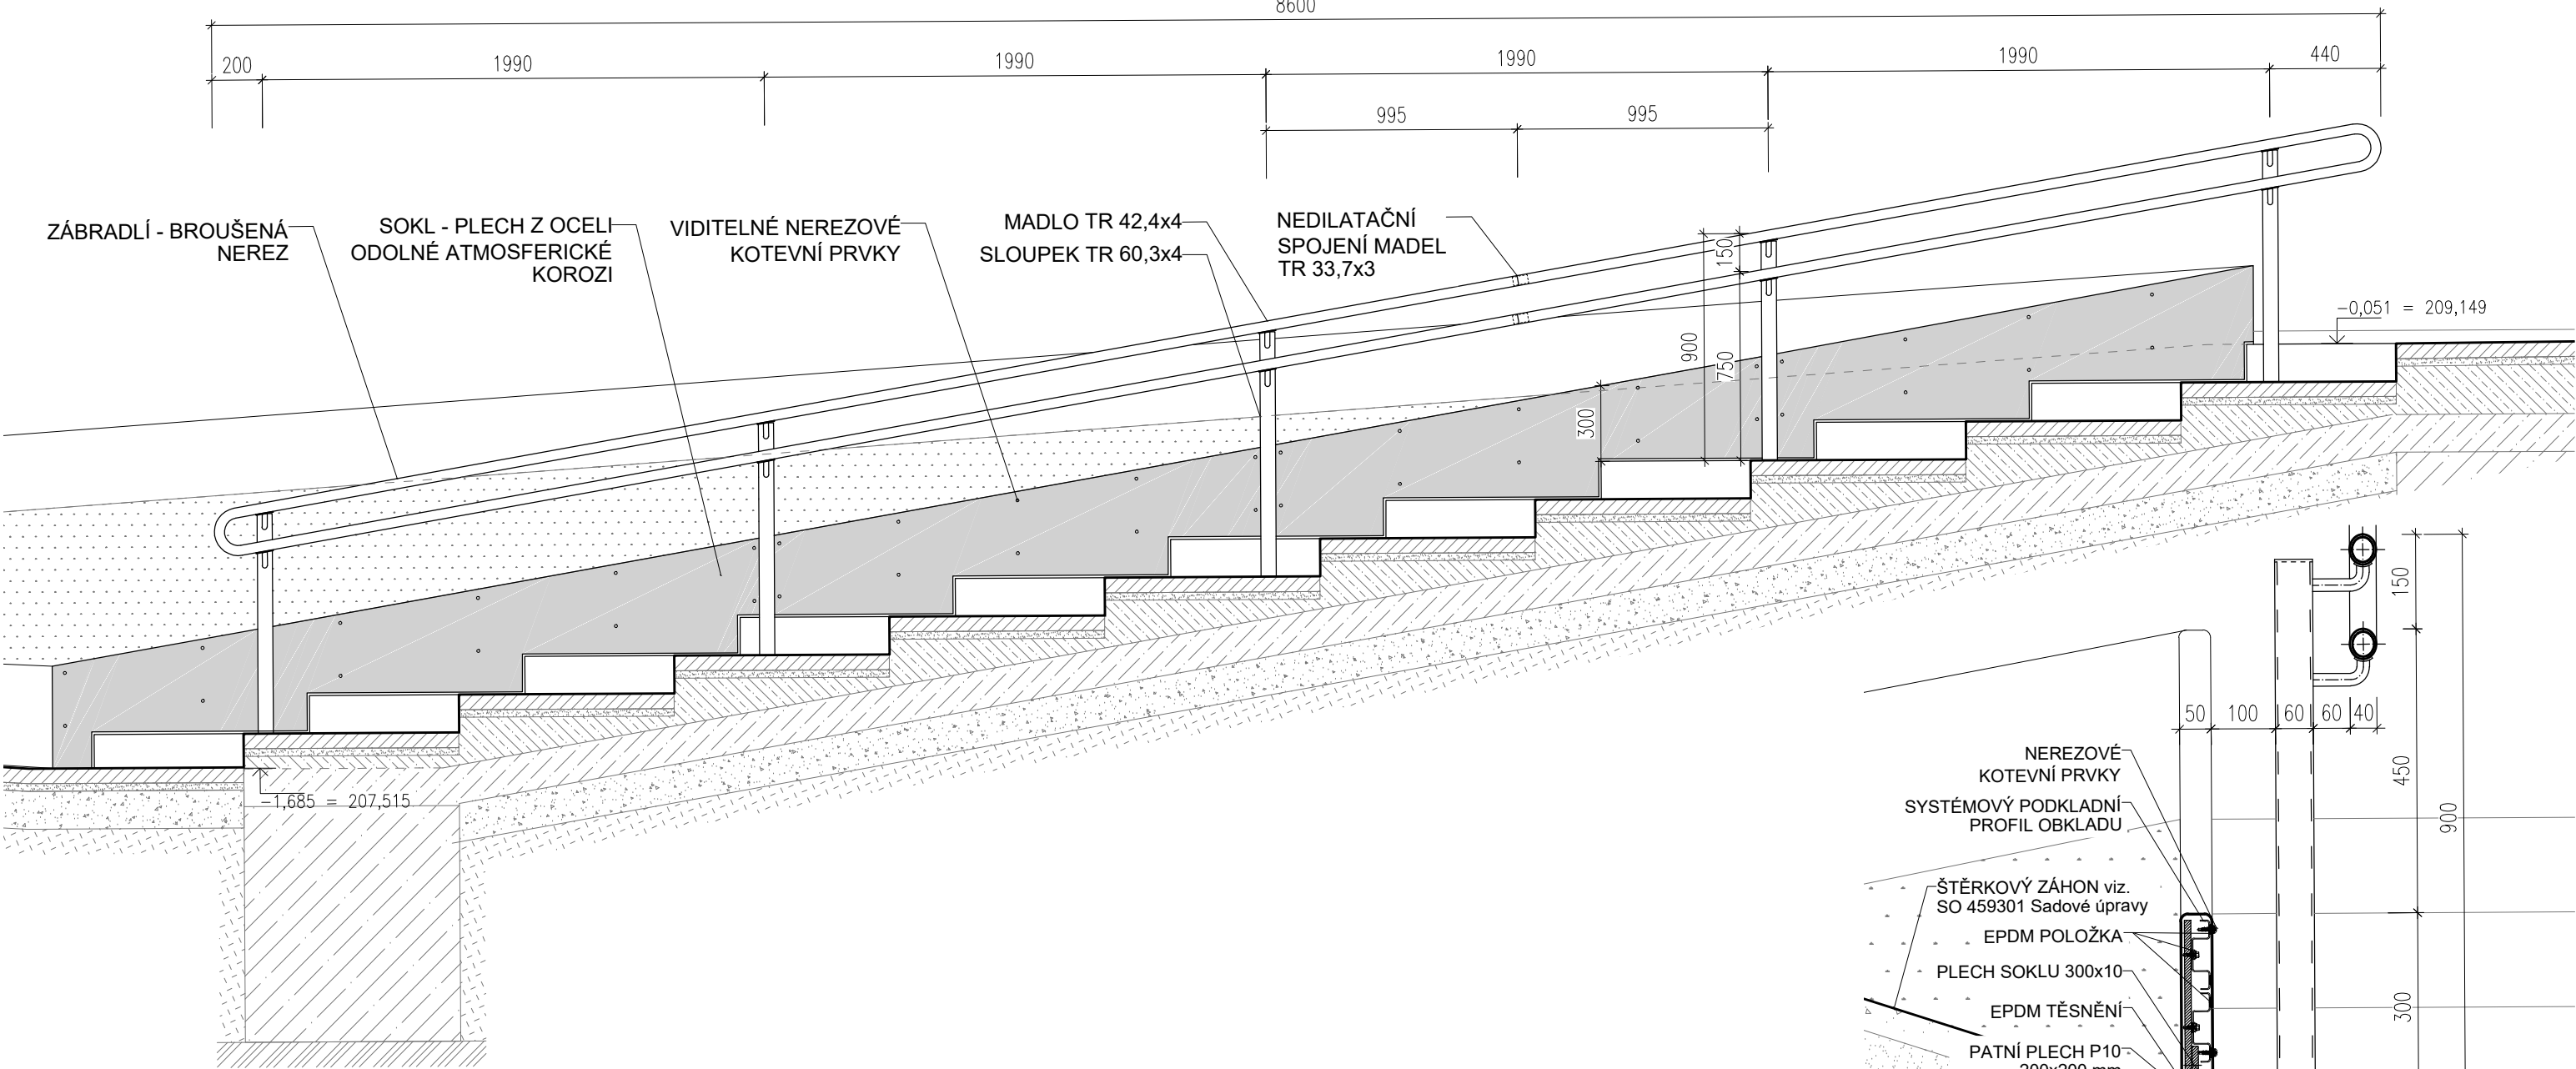 8600
200
1990
1990
1990
1990
440
995
995
ZÁBRADLÍ - BROUŠENÁ
NEREZ
SOKL - PLECH Z OCELI
ODOLNÉ ATMOSFERICKÉ
KOROZI
VIDITELNÉ NEREZOVÉ
KOTEVNÍ PRVKY
MADLO TR 42,4x4
SLOUPEK TR 60,3x4
NEDILATAČNÍ
SPOJENÍ MADEL
TR 33,7x3
150
900
750
300
-0,051 = 209,149
-1,685 = 207,515
150
50
100
60
60
40
450
900
300
NEREZOVÉ
KOTEVNÍ PRVKY
SYSTÉMOVÝ PODKLADNÍ
PROFIL OBKLADU
ŠTĚRKOVÝ ZÁHON viz.
SO 459301 Sadové úpravy
EPDM POLOŽKA
PLECH SOKLU 300x10
EPDM TĚSNĚNÍ
PATNÍ PLECH P10
200x200 mm